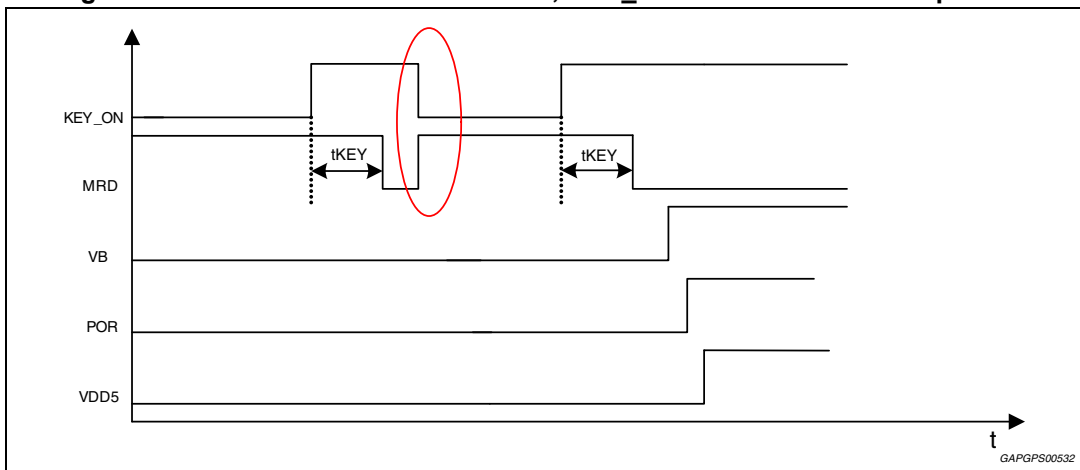 KEY_ON
tKEY
tKEY
MRD
VB
POR
VDD5
t
GAPGPS00532